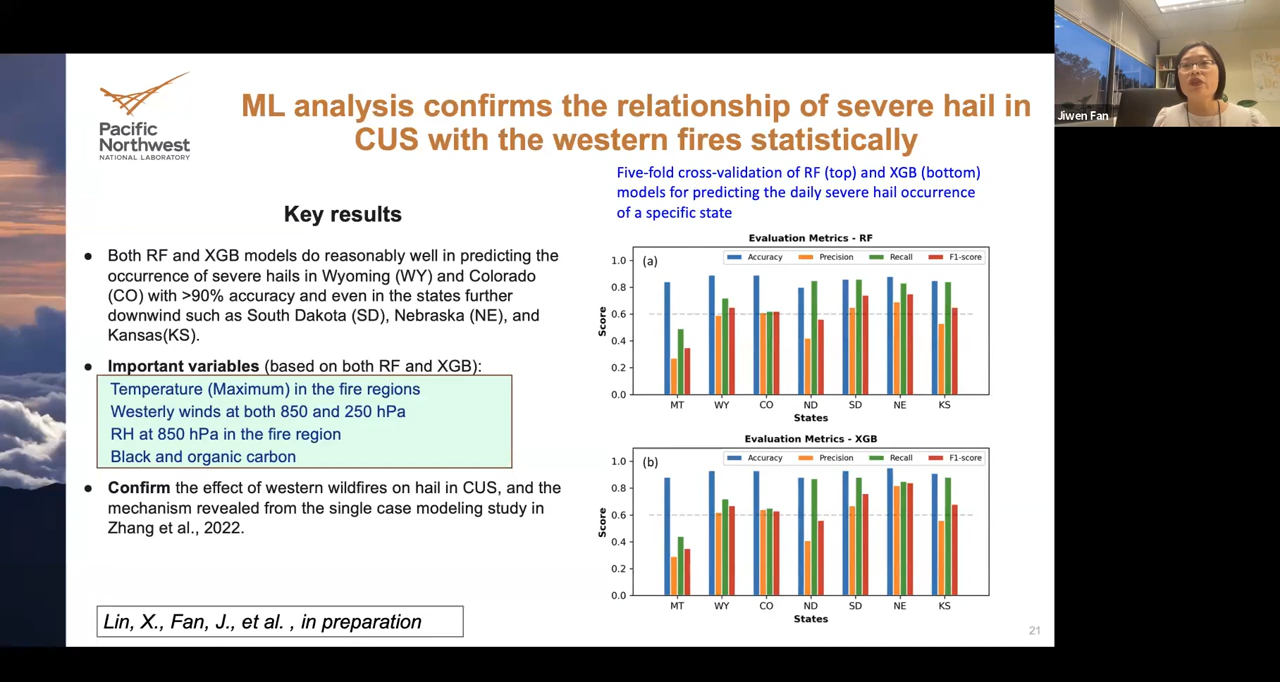 Pacific
Northwest
NATIONAL LABORATORY
ML analysis confirms the relationship of severe hail in
CUS with the western fires statistically
Key results
● Both RF and XGB models do reasonably well in predicting the
occurrence of severe hails in Wyoming (WY) and Colorado
(CO) with >90% accuracy and even in the states further
downwind such as South Dakota (SD), Nebraska (NE), and
Kansas(KS).
● Important variables (based on both RF and XGB):
Temperature (Maximum) in the fire regions
Westerly winds at both 850 and 250 hPa
RH at 850 hPa in the fire region
Black and organic carbon
● Confirm the effect of western wildfires on hail in CUS, and the
mechanism revealed from the single case modeling study in
Zhang et al., 2022.
Lin, X., Fan, J., et al. , in preparation
Five-fold cross-validation of RF (top) and XGB (bottom)
models for predicting the daily severe hail occurrence
of a specific state
Evaluation Metrics - RF
(a)
Accuracy Precision Recall F1-score
Score
1.0
0.8
0.6
0.4
0.2
0.0
MT WY CO ND SD NE KS
States
Evaluation Metrics - XGB
(b)
Accuracy Precision Recall F1-score
Score
1.0
0.8
0.6
0.4
0.2
0.0
MT WY CO ND SD NE KS
States
21
Jiwen Fan